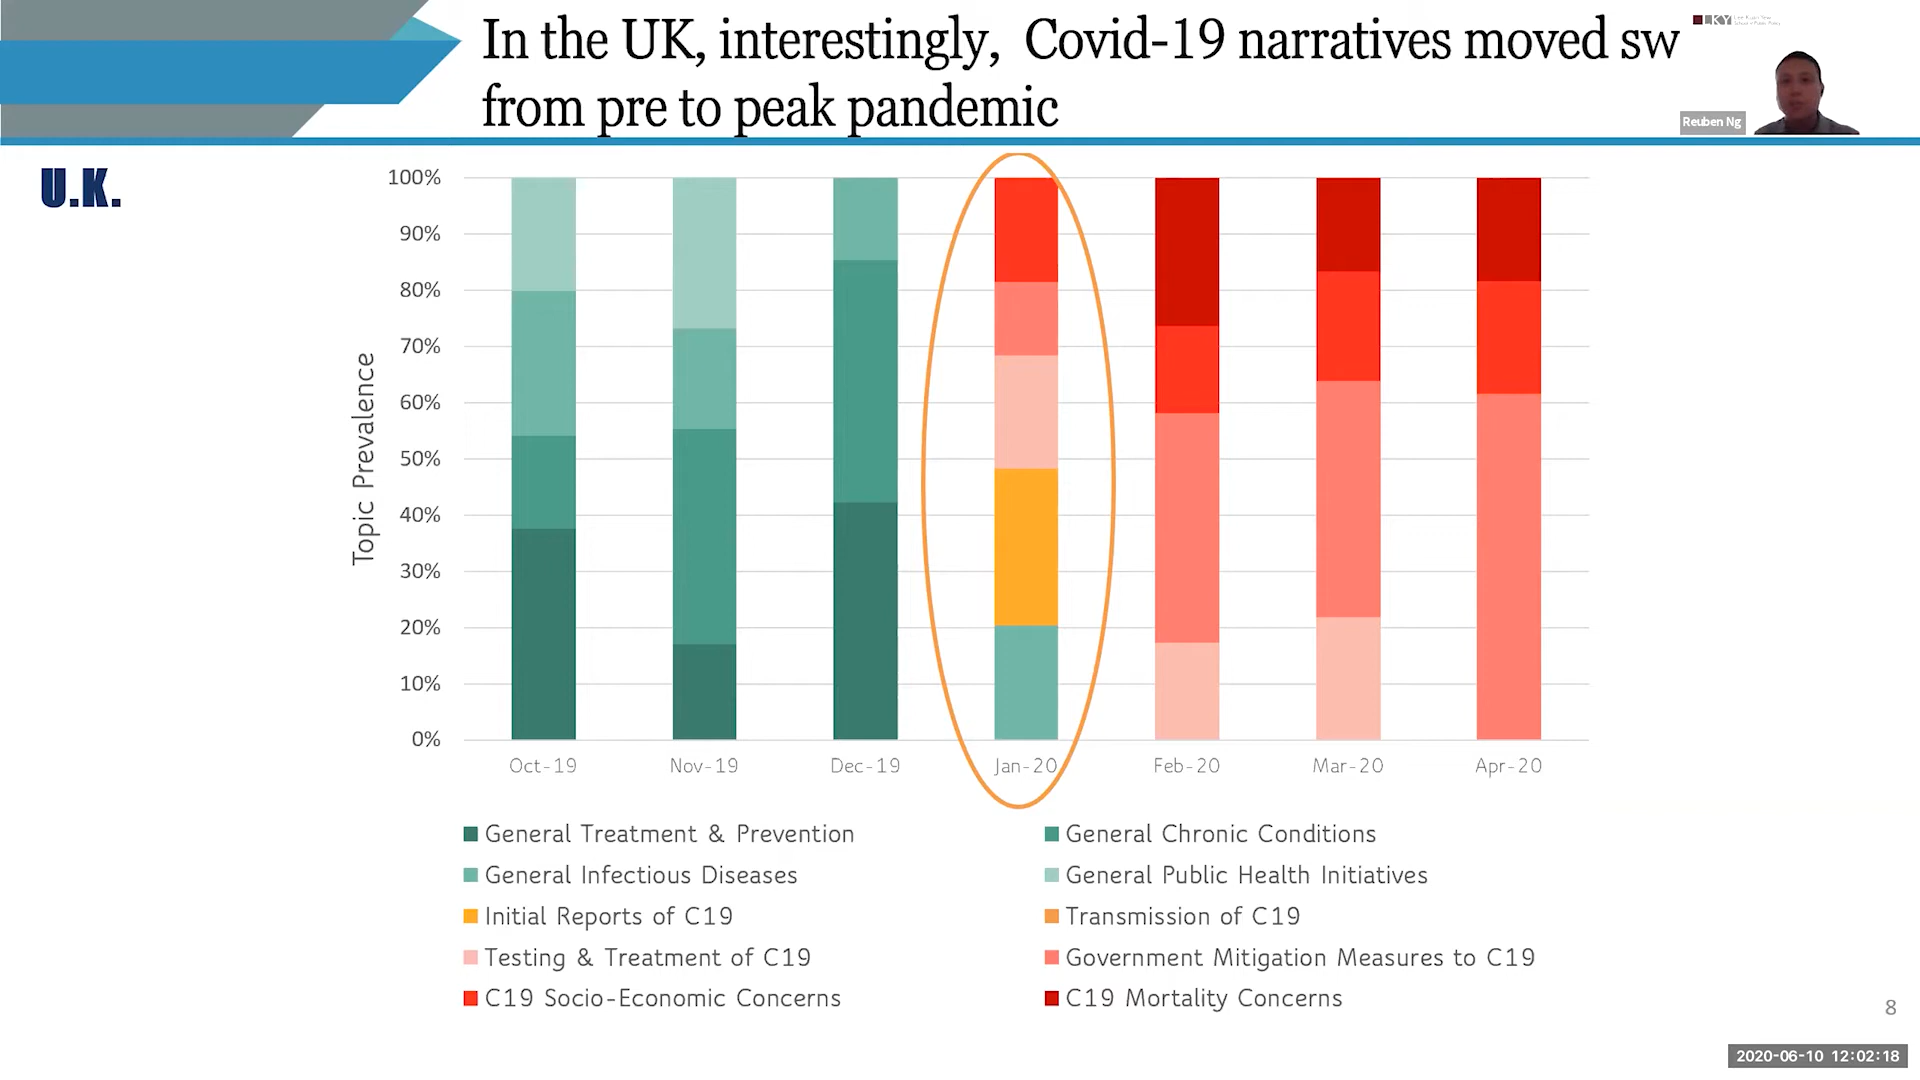 In the UK, interestingly, Covid-19 narratives moved sw
from pre to peak pandemic
LKY
Reuben Ng
U.K.
100%
90%
80%
70%
60%
50%
40%
30%
20%
10%
0%
Topic Prevalence
Oct-19 Nov-19 Dec-19 Jan-20 Feb-20 Mar-20 Apr-20
General Treatment & Prevention General Chronic Conditions
General Infectious Diseases General Public Health Initiatives
Initial Reports of C19 Transmission of C19
Testing & Treatment of C19 Government Mitigation Measures to C19
C19 Socio-Economic Concerns C19 Mortality Concerns
8
2020-06-10 12:02:18